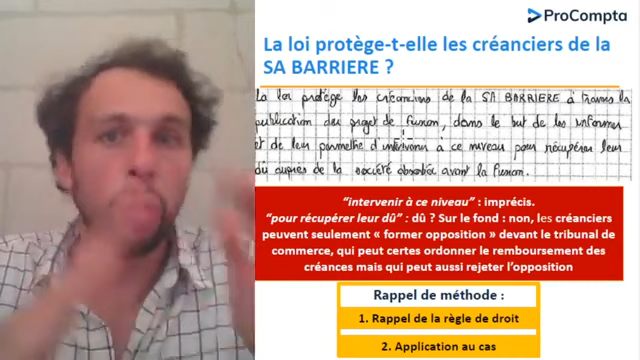 ProCompta
La loi protège-t-elle les créanciers de la
SA BARRIERE ?
La loi protège les créanciers de la SA BARRIERE à travers la
publication du projet de Fusion, dans le but de les informer
et de leur permettre d'intervenir à ce niveau pour récupérer leur
dû auprès de la société absorbée avant la Fusion.
"intervenir à ce niveau" : imprécis.
"pour récupérer leur dû" : dû ? Sur le fond : non, les créanciers
peuvent seulement « former opposition » devant le tribunal de
commerce, qui peut certes ordonner le remboursement des
créances mais qui peut aussi rejeter l'opposition
Rappel de méthode :
1. Rappel de la règle de droit
2. Application au cas